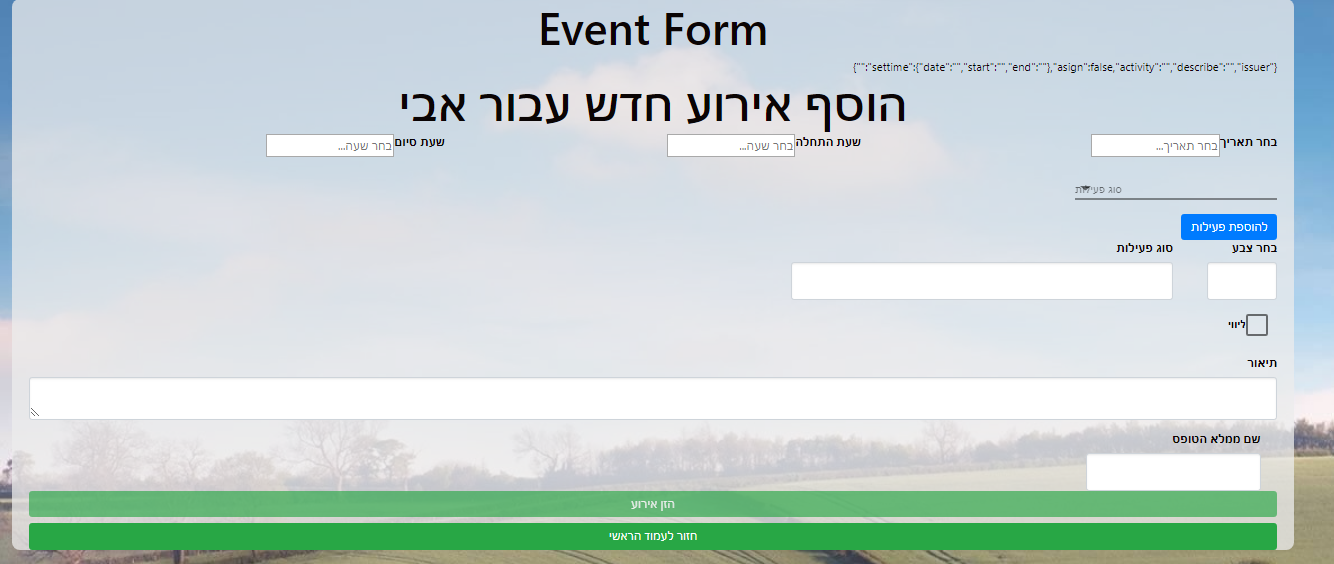 Event Form
{"":"settime":{"date":"","start":"","end":""},"asign":false,"activity":"","describe":"","issuer"}
הוסף אירוע חדש עבור אבי
בחר תאריך בחר תאריך... שעת התחלה בחר שעה... שעת סיום בחר שעה...
סוג פעילות
להוספת פעילות
בחר צבע סוג פעילות
ליווי
תיאור
שם ממלא הטופס
הזן אירוע
חזור לעמוד הראשי